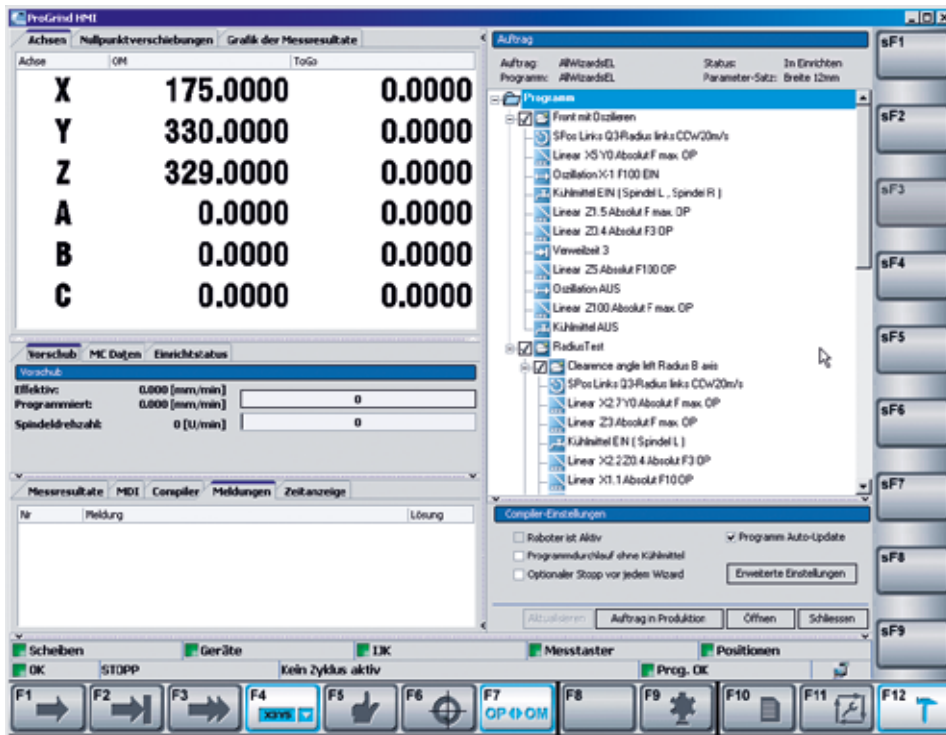 ProGrind HMI
Achsen Nullpunktverschiebungen Grafik der Messresultate
Achse OM ToGo
X 175.0000 0.0000
Y 330.0000 0.0000
Z 329.0000 0.0000
A 0.0000 0.0000
B 0.0000 0.0000
C 0.0000 0.0000
Vorschub MC Daten Einrichtstatus
Vorschub
Effektiv: 0.000 [mm/min] 0
Programmiert: 0.000 [mm/min]
Spindeldrehzahl: 0 [U/min] 0
Messresultate MDI Compiler Meldungen Zeitanzeige
Nr Meldung Lösung
Auftrag
Auftrag: AllWizardsEL Status: In Einrichten
Programm: AllWizardsEL Parameter-Satz: Breite 12mm
Programm
Front mit Oszilieren
SPos Links Q3-Radius links CCW20m/s
Linear X5 Y0 Absolut F max. OP
Oszillation X-1 F100 EIN
Kühlmittel EIN ( Spindel L , Spindel R )
Linear Z1.5 Absolut F max. OP
Linear Z0.4 Absolut F3 OP
Verweilzeit 3
Linear Z5 Absolut F100 OP
Oszillation AUS
Linear Z100 Absolut F max. OP
Kühlmittel AUS
RadiusTest
Clearence angle left Radius B axis
SPos Links Q3-Radius links CCW20m/s
Linear X2.7 Y0 Absolut F max. OP
Linear Z3 Absolut F max. OP
Kühlmittel EIN ( Spindel L )
Linear X2.2 Z0.4 Absolut F3 OP
Linear X1.1 Absolut F10 OP
Compiler-Einstellungen
Roboter ist Aktiv Programm Auto-Update
Programmdurchlauf ohne Kühlmittel
Optionaler Stopp vor jedem Wizard Erweiterte Einstellungen
Aktualisieren Auftrag in Produktion Öffnen Schliessen
sF1
sF2
sF3
sF4
sF5
sF6
sF7
sF8
sF9
Scheiben Geräte IJK Messtaster Positionen
OK STOPP Kein Zyklus aktiv Prog. OK
F1 F2 F3 F4 F5 F6 F7 F8 F9 F10 F11 F12
X3Y5 OP OM